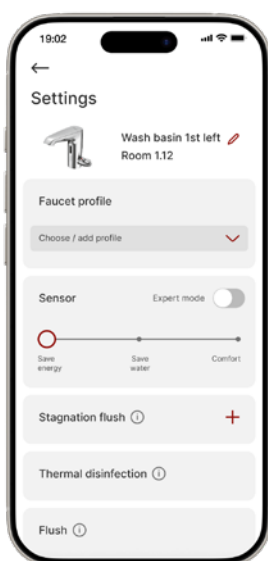 19:02
Settings
Wash basin 1st left
Room 1.12
Faucet profile
Choose / add profile
Sensor
Expert mode
Save energy
Save water
Comfort
Stagnation flush
Thermal disinfection
Flush